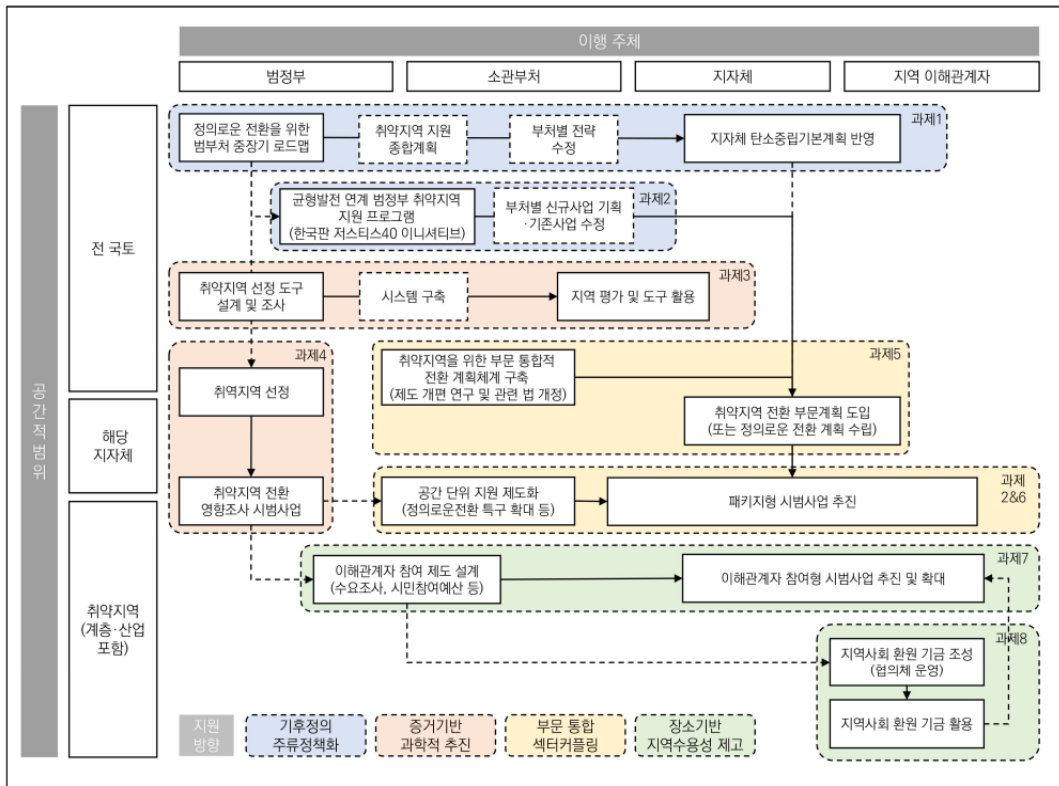 이행 주체
범정부
소관부처
지자체
지역 이해관계자
공간적범위
전 국토
해당
지자체
취약지역
(계층·산업
포함)
과제1
정의로운 전환을 위한
범부처 중장기 로드맵
취약지역 지원
종합계획
부처별 전략
수정
지자체 탄소중립기본계획 반영
과제2
균형발전 연계 범정부 취약지역
지원 프로그램
(한국판 저스티스40 이니셔티브)
부처별 신규사업 기획
·기존사업 수정
과제3
취약지역 선정 도구
설계 및 조사
시스템 구축
지역 평가 및 도구 활용
과제4
취역지역 선정
취약지역 전환
영향조사 시범사업
과제5
취약지역을 위한 부문 통합적
전환 계획체계 구축
(제도 개편 연구 및 관련 법 개정)
취약지역 전환 부문계획 도입
(또는 정의로운 전환 계획 수립)
과제
2&6
공간 단위 지원 제도화
(정의로운전환 특구 확대 등)
패키지형 시범사업 추진
과제7
이해관계자 참여 제도 설계
(수요조사, 시민참여예산 등)
이해관계자 참여형 시범사업 추진 및 확대
과제8
지역사회 환원 기금 조성
(협의체 운영)
지역사회 환원 기금 활용
지원
방향
기후정의
주류정책화
증거기반
과학적 추진
부문 통합
섹터커플링
장소기반
지역수용성 제고